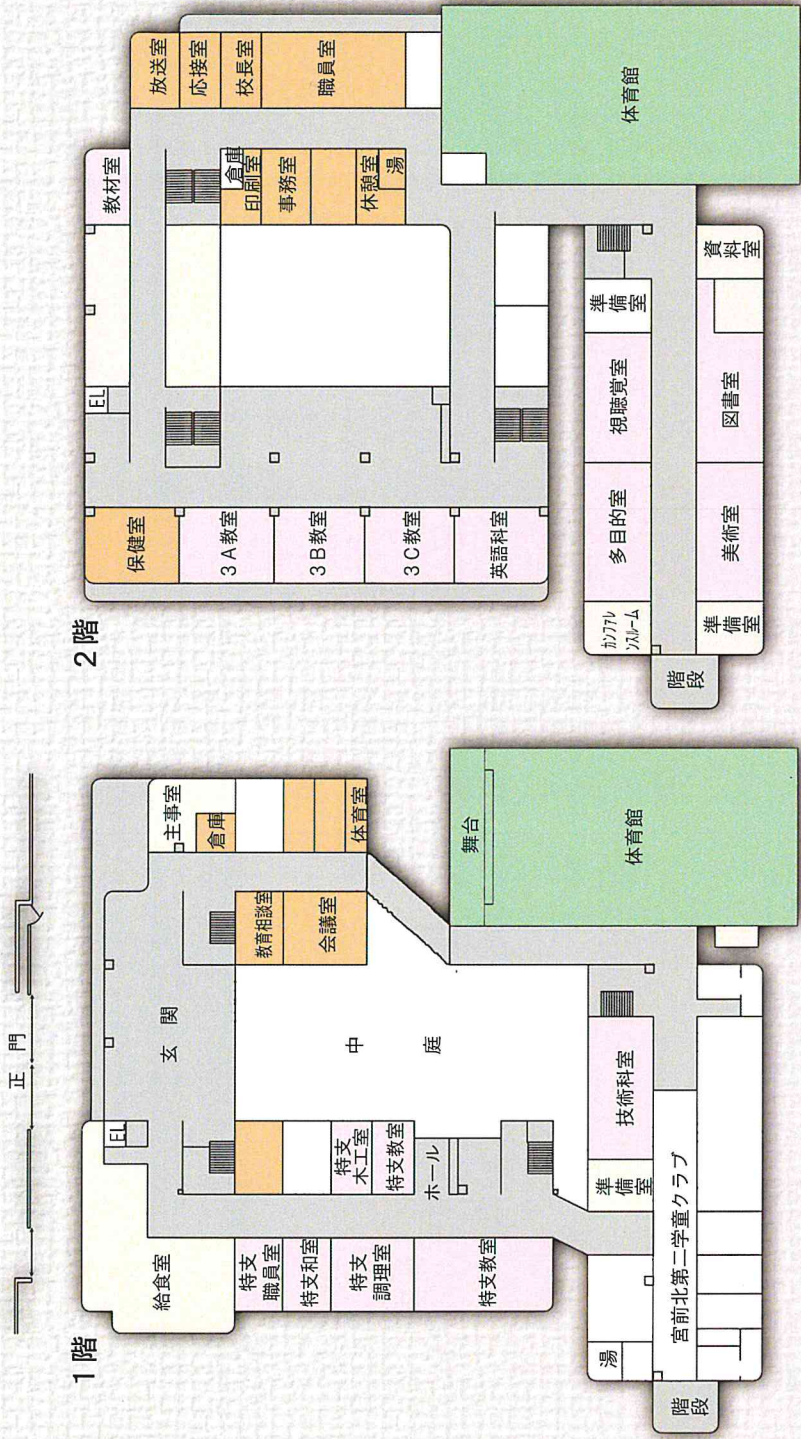 正門
1階
給食室
EL
玄関
主事室
倉庫
体育室
教育相談室
会議室
特支
職員室
特支和室
特支
調理室
特支教室
特支
木工室
特支教室
ホール
中庭
舞台
体育館
技術科室
準備室
宮前北第二学童クラブ
湯
階段
2階
保健室
3A教室
3B教室
3C教室
英語科室
EL
教材室
放送室
応接室
校長室
職員室
倉庫
印刷室
事務室
休憩室
湯
体育館
カンファレ
ンスルーム
多目的室
視聴覚室
準備室
準備室
美術室
図書室
資料室
階段